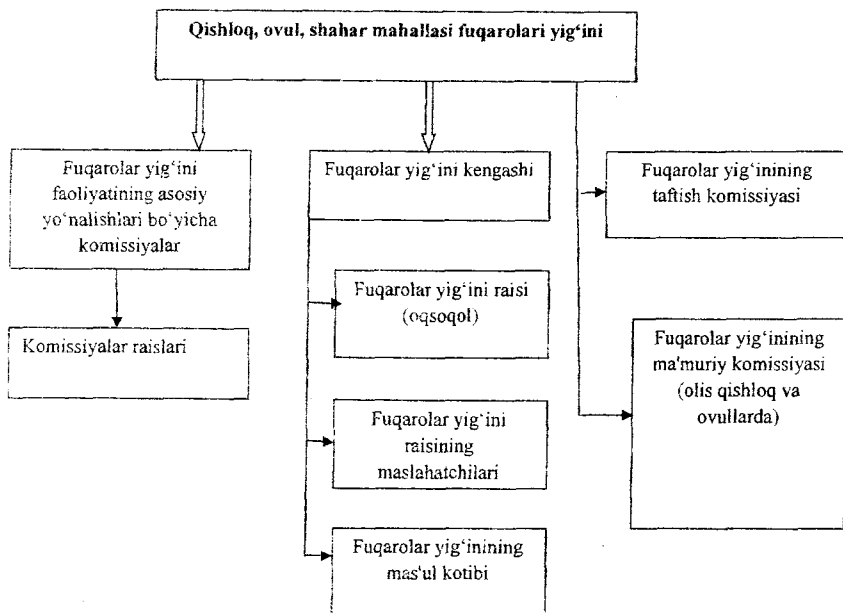 Qishloq, ovul, shahar mahallasi fuqarolari yig‘ini
Fuqarolar yig‘ini
faoliyatining asosiy
yo‘nalishlari bo‘yicha
komissiyalar
Komissiyalar raislari
Fuqarolar yig‘ini kengashi
Fuqarolar yig‘ini raisi
(oqsoqol)
Fuqarolar yig‘ini
raisining
maslahatchilari
Fuqarolar yig‘inining
mas'ul kotibi
Fuqarolar yig‘inining
taftish komissiyasi
Fuqarolar yig‘inining
ma'muriy komissiyasi
(olis qishloq va
ovullarda)